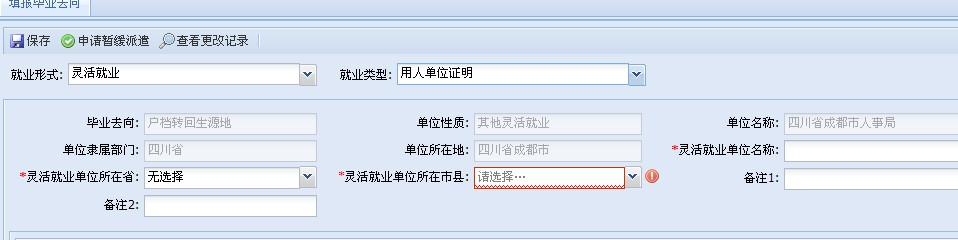 填报毕业去向
保存 申请暂缓派遣 查看更改记录
就业形式: 灵活就业 就业类型: 用人单位证明
毕业去向: 户档转回生源地 单位性质: 其他灵活就业 单位名称: 四川省成都市人事局
单位隶属部门: 四川省 单位所在地: 四川省成都市 *灵活就业单位名称:
*灵活就业单位所在省: 无选择 *灵活就业单位所在市县: 请选择… 备注1:
备注2: